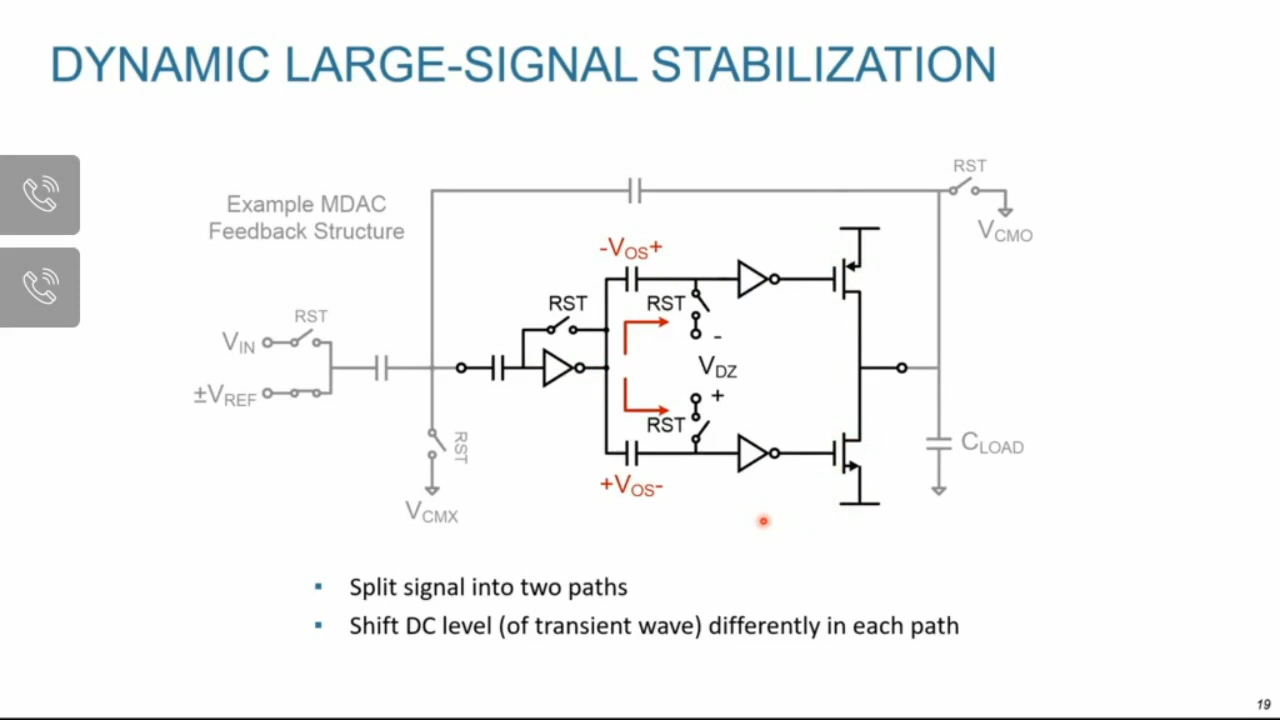 DYNAMIC LARGE-SIGNAL STABILIZATION
Example MDAC
Feedback Structure
RST
VCMO
-VOS+
RST
RST
-
VDZ
+
RST
+VOS-
RST
VIN
±VREF
RST
VCMX
CLOAD
▪ Split signal into two paths
▪ Shift DC level (of transient wave) differently in each path
19